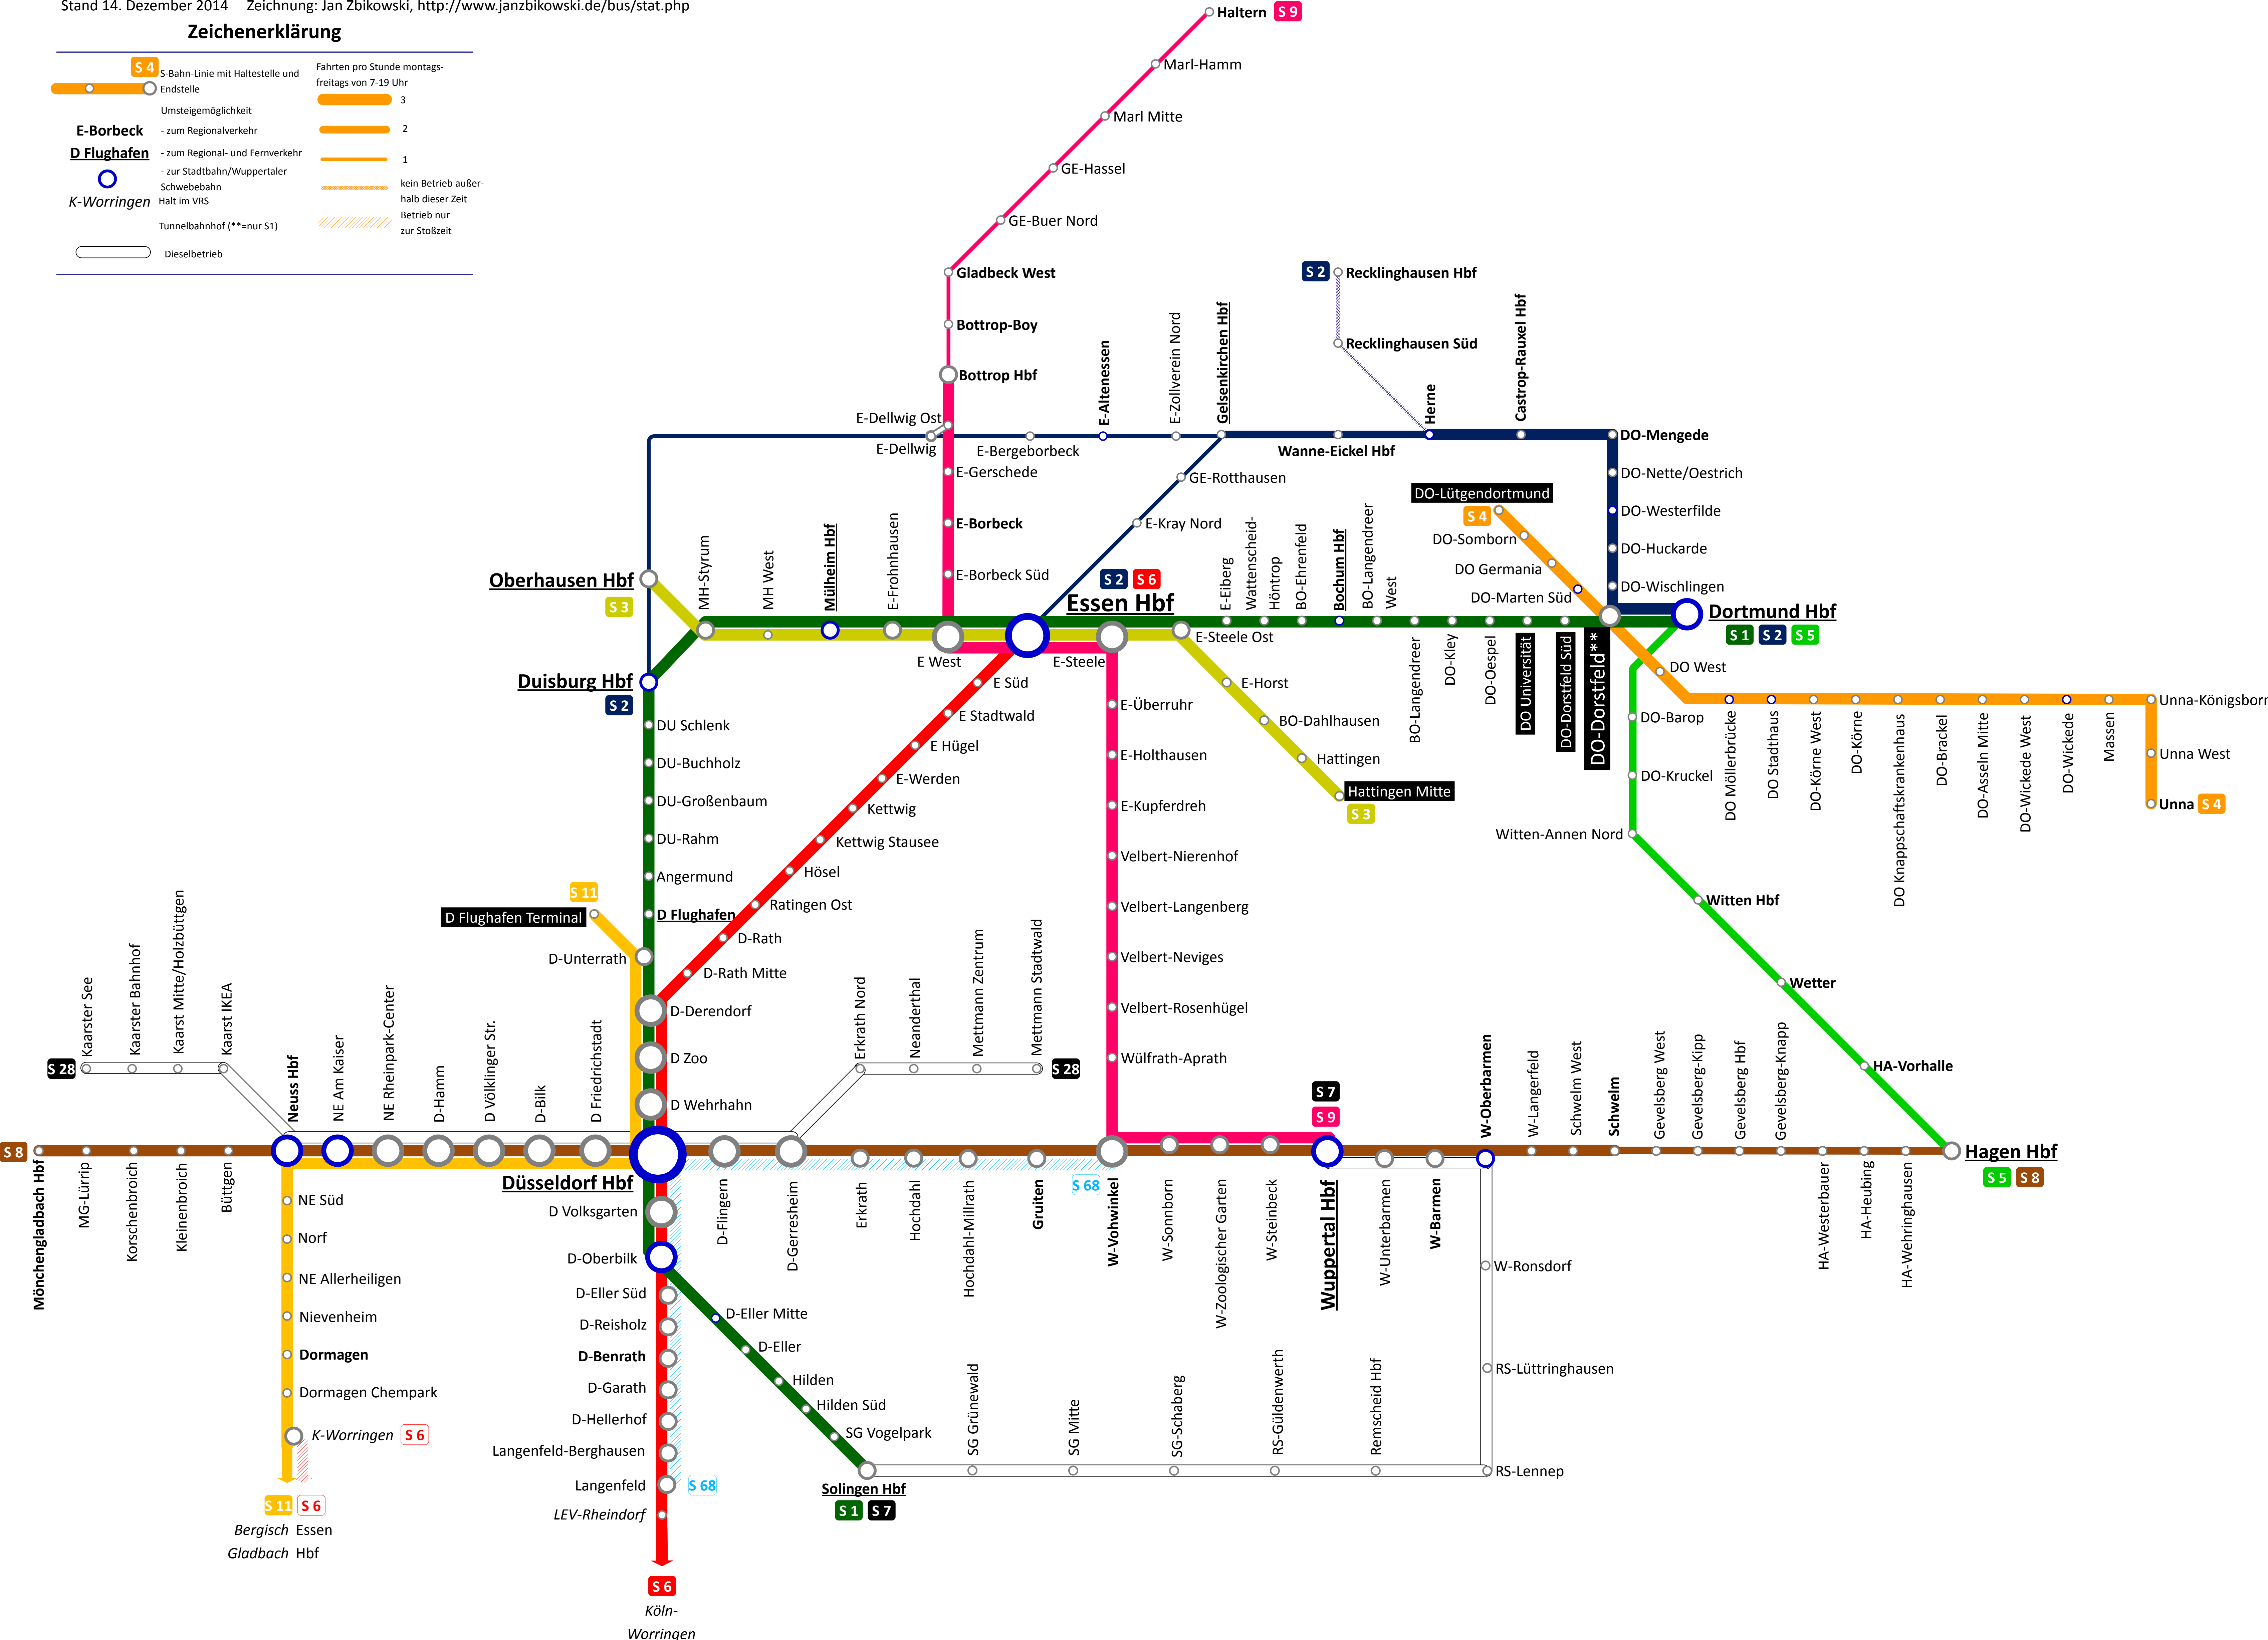 Stand 14. Dezember 2014 Zeichnung: Jan Zbikowski, http://www.janzbikowski.de/bus/stat.php
Zeichenerklärung
S 4
S-Bahn-Linie mit Haltestelle und
Endstelle
Umsteigemöglichkeit
E-Borbeck - zum Regionalverkehr
D Flughafen - zum Regional- und Fernverkehr
- zur Stadtbahn/Wuppertaler
Schwebebahn
K-Worringen Halt im VRS
Tunnelbahnhof (**=nur S1)
Dieselbetrieb
Fahrten pro Stunde montags-
freitags von 7-19 Uhr
3
2
1
kein Betrieb außer-
halb dieser Zeit
Betrieb nur
zur Stoßzeit
Haltern S 9
Marl-Hamm
Marl Mitte
GE-Hassel
GE-Buer Nord
Gladbeck West
Bottrop-Boy
Bottrop Hbf
E-Dellwig Ost
E-Dellwig
E-Bergeborbeck
E-Altenessen
E-Zollverein Nord
Gelsenkirchen Hbf
Wanne-Eickel Hbf
S 2 Recklinghausen Hbf
Recklinghausen Süd
Herne
Castrop-Rauxel Hbf
DO-Mengede
DO-Nette/Oestrich
DO-Westerfilde
DO-Huckarde
DO-Wischlingen
E-Gerschede
E-Borbeck
E-Borbeck Süd
GE-Rotthausen
E-Kray Nord
DO-Lütgendortmund
S 4
DO-Somborn
DO Germania
DO-Marten Süd
Oberhausen Hbf
S 3
MH-Styrum
MH West
Mülheim Hbf
E-Frohnhausen
E West
S 2 S 6
Essen Hbf
E-Steele
E-Steele Ost
E-Eiberg
Wattenscheid-
Höntrop
BO-Ehrenfeld
Bochum Hbf
BO-Langendreer
West
BO-Langendreer
DO-Kley
DO-Oespel
DO Universität
DO-Dorstfeld Süd
DO-Dorstfeld**
Dortmund Hbf
S 1 S 2 S 5
Duisburg Hbf
S 2
DU Schlenk
DU-Buchholz
DU-Großenbaum
DU-Rahm
Angermund
D Flughafen
S 11
D Flughafen Terminal
D-Unterrath
D-Derendorf
D Zoo
D Wehrhahn
E Süd
E Stadtwald
E Hügel
E-Werden
Kettwig
Kettwig Stausee
Hösel
Ratingen Ost
D-Rath
D-Rath Mitte
E-Horst
BO-Dahlhausen
Hattingen
Hattingen Mitte
S 3
E-Überruhr
E-Holthausen
E-Kupferdreh
Velbert-Nierenhof
Velbert-Langenberg
Velbert-Neviges
Velbert-Rosenhügel
Wülfrath-Aprath
DO West
DO Möllerbrücke
DO Stadthaus
DO-Körne West
DO-Körne
DO Knappschaftskrankenhaus
DO-Brackel
DO-Asseln Mitte
DO-Wickede West
DO-Wickede
Massen
Unna-Königsborn
Unna West
Unna S 4
DO-Barop
DO-Kruckel
Witten-Annen Nord
Witten Hbf
Wetter
HA-Vorhalle
Hagen Hbf
S 5 S 8
S 28
Kaarster See
Kaarster Bahnhof
Kaarst Mitte/Holzbüttgen
Kaarst IKEA
Neuss Hbf
NE Am Kaiser
NE Rheinpark-Center
D-Hamm
D Völklinger Str.
D-Bilk
D Friedrichstadt
Düsseldorf Hbf
S 8
Mönchengladbach Hbf
MG-Lürrip
Korschenbroich
Kleinenbroich
Büttgen
Erkrath Nord
Neanderthal
Mettmann Zentrum
Mettmann Stadtwald
S 28
D-Flingern
D-Gerresheim
Erkrath
Hochdahl
Hochdahl-Millrath
Gruiten
S 68
W-Vohwinkel
W-Sonnborn
W-Zoologischer Garten
W-Steinbeck
S 7
S 9
Wuppertal Hbf
W-Unterbarmen
W-Barmen
W-Oberbarmen
W-Langerfeld
Schwelm West
Schwelm
Gevelsberg West
Gevelsberg-Kipp
Gevelsberg Hbf
Gevelsberg-Knapp
HA-Westerbauer
HA-Heubing
HA-Wehringhausen
NE Süd
Norf
NE Allerheiligen
Nievenheim
Dormagen
Dormagen Chempark
K-Worringen S 6
S 11 S 6
Bergisch Essen
Gladbach Hbf
D Volksgarten
D-Oberbilk
D-Eller Süd
D-Reisholz
D-Benrath
D-Garath
D-Hellerhof
Langenfeld-Berghausen
Langenfeld S 68
LEV-Rheindorf
S 6
Köln-
Worringen
D-Eller Mitte
D-Eller
Hilden
Hilden Süd
SG Vogelpark
Solingen Hbf
S 1 S 7
SG Grünewald
SG Mitte
SG-Schaberg
RS-Güldenwerth
Remscheid Hbf
RS-Lennep
RS-Lüttringhausen
W-Ronsdorf